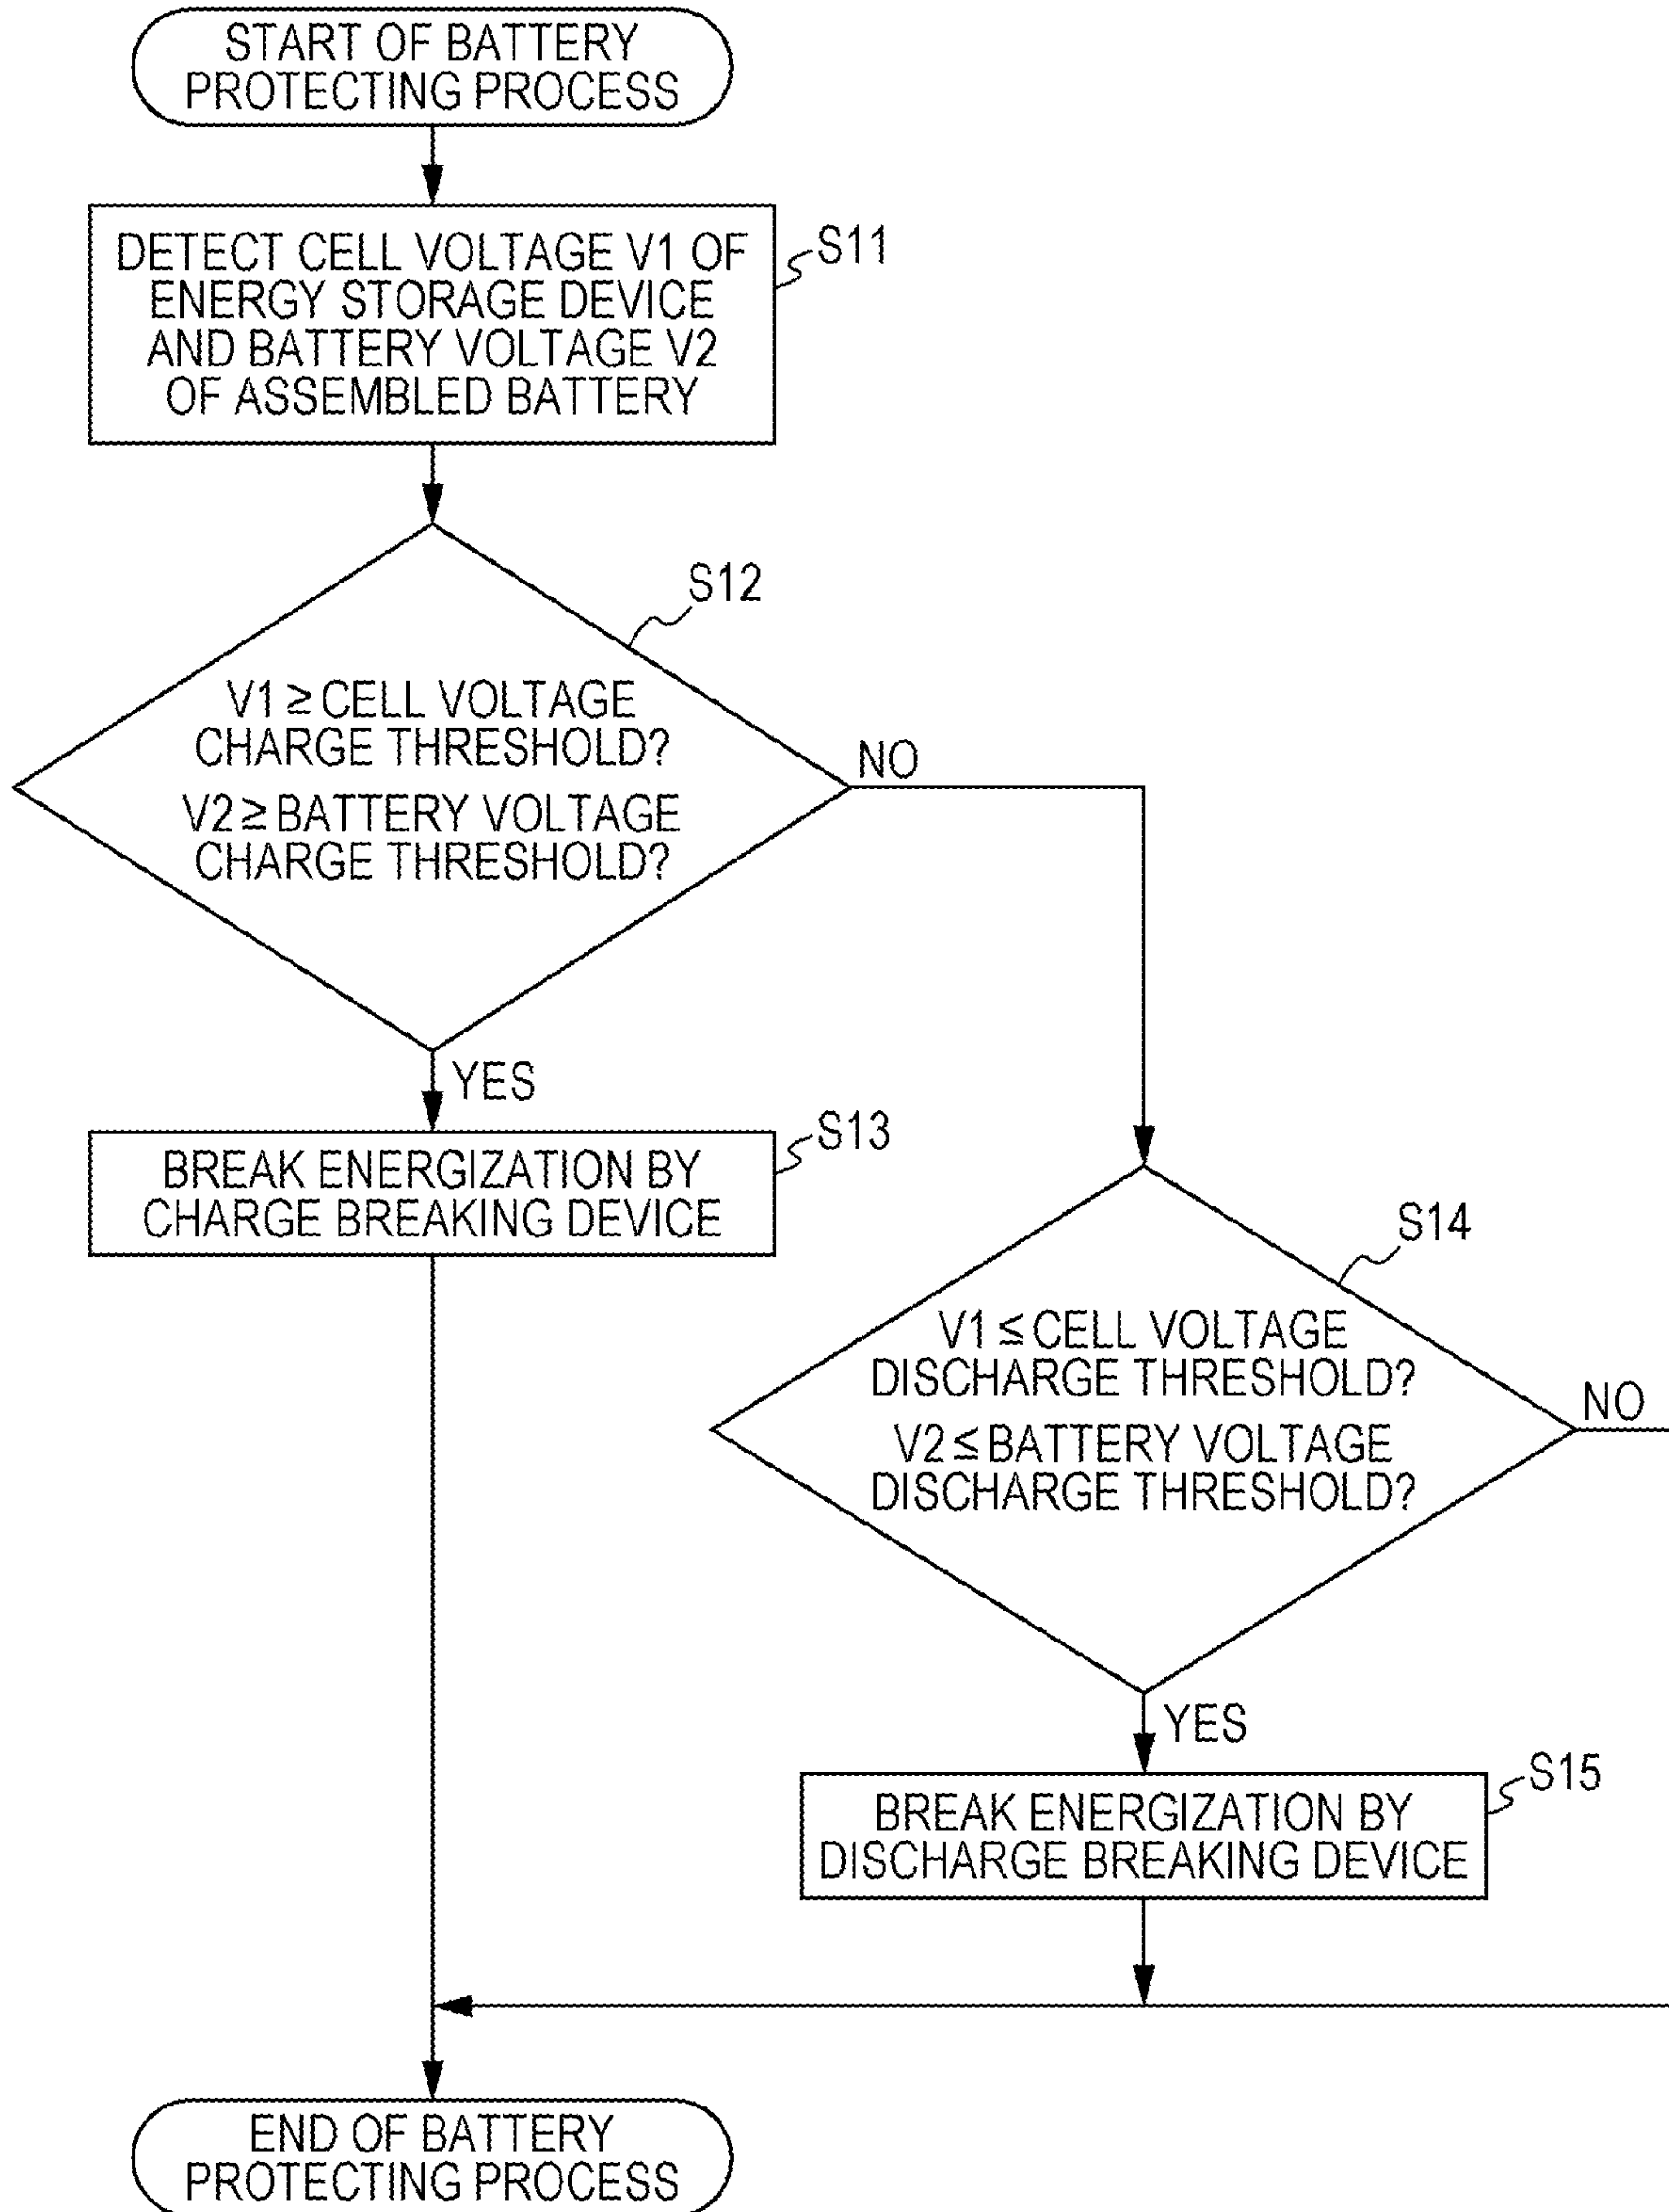 START OF BATTERY
PROTECTING PROCESS
DETECT CELL VOLTAGE V1 OF
ENERGY STORAGE DEVICE
AND BATTERY VOLTAGE V2
OF ASSEMBLED BATTERY
S11
S12
V1 ≥ CELL VOLTAGE
CHARGE THRESHOLD?
V2 ≥ BATTERY VOLTAGE
CHARGE THRESHOLD?
NO
YES
S13
BREAK ENERGIZATION BY
CHARGE BREAKING DEVICE
S14
V1 ≤ CELL VOLTAGE
DISCHARGE THRESHOLD?
V2 ≤ BATTERY VOLTAGE
DISCHARGE THRESHOLD?
NO
YES
S15
BREAK ENERGIZATION BY
DISCHARGE BREAKING DEVICE
END OF BATTERY
PROTECTING PROCESS